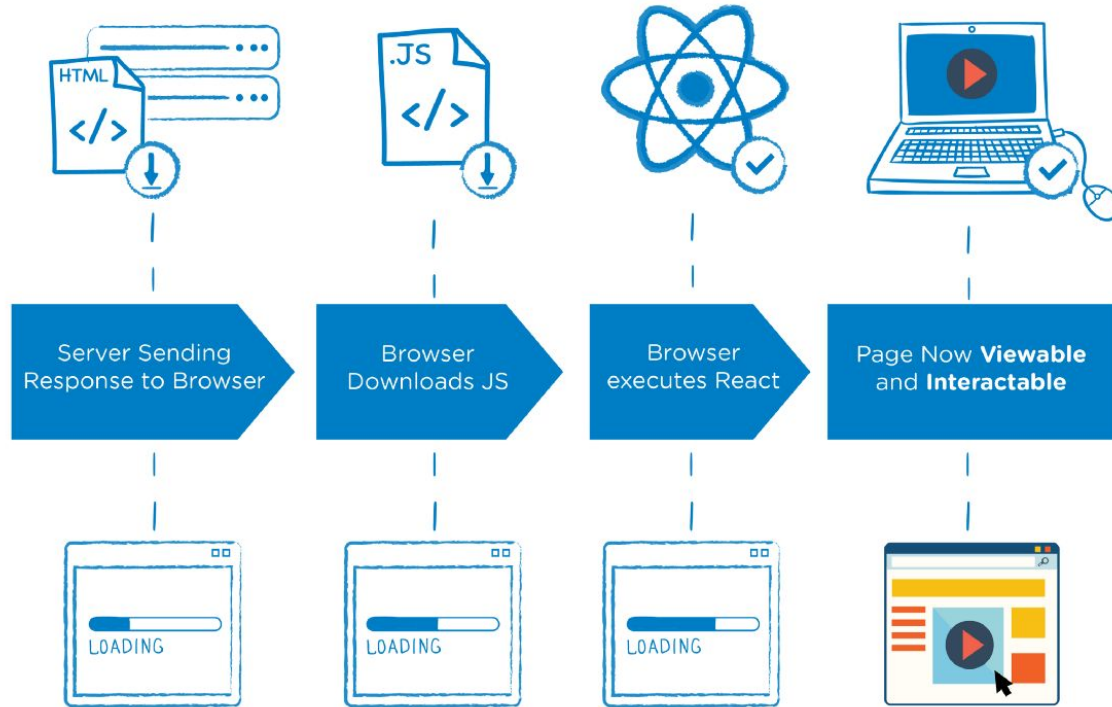 HTML
</>
.JS
</>
Server Sending
Response to Browser
Browser
Downloads JS
Browser
executes React
Page Now Viewable
and Interactable
LOADING
LOADING
LOADING